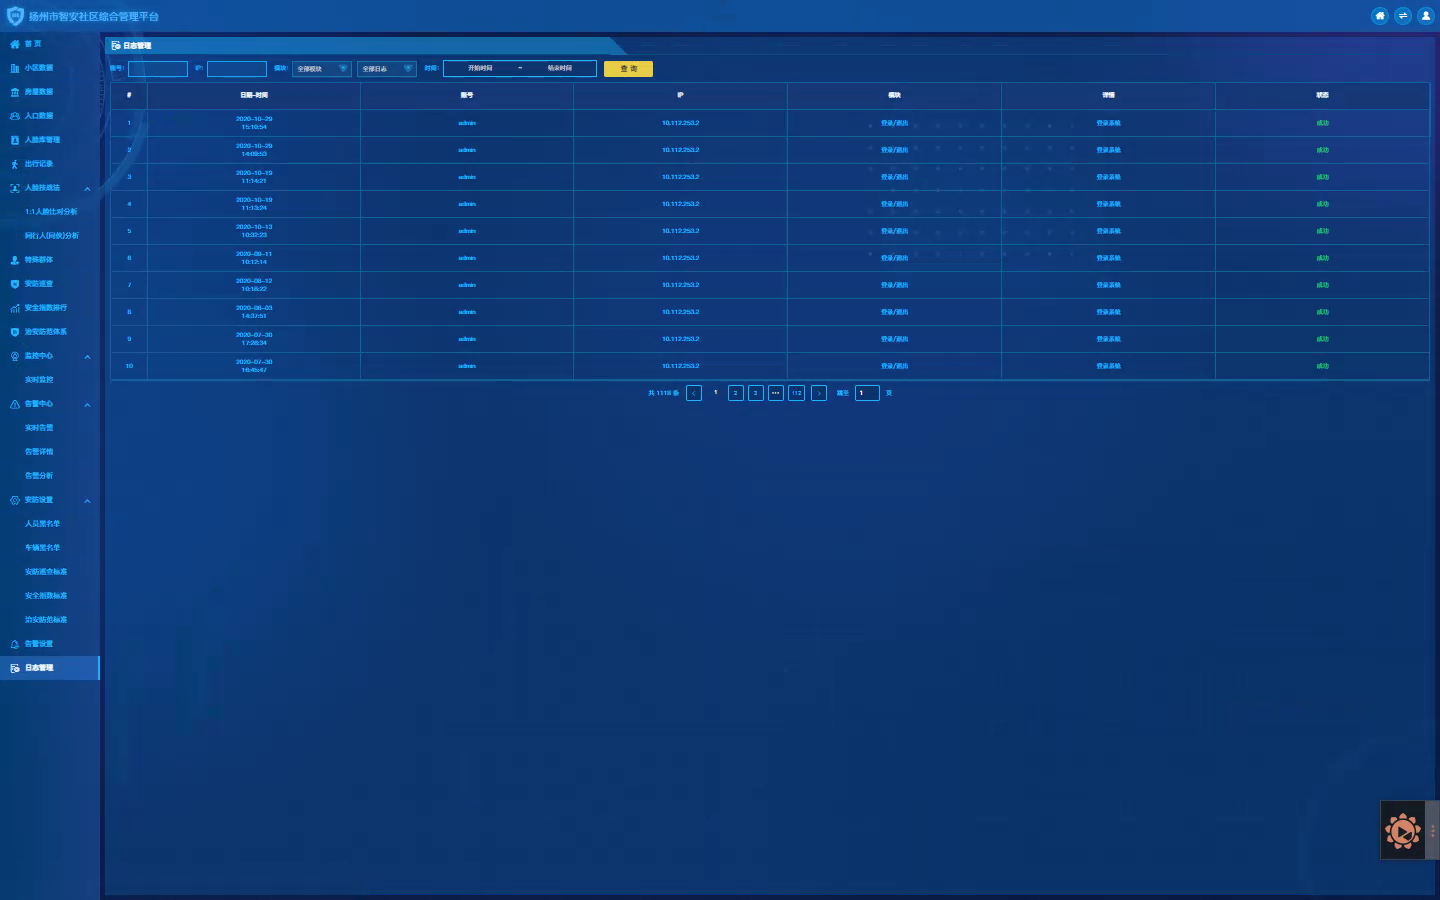 扬州市智安社区综合管理平台
首 页
小区数据
房屋数据
人口数据
人脸库管理
出行记录
人脸技战法
1:1人脸比对分析
同行人(同伙)分析
特殊群体
安防巡查
安全指数排行
治安防范体系
监控中心
实时监控
告警中心
实时告警
告警详情
告警分析
安防设置
人员黑名单
车辆黑名单
安防巡查标准
安全指数标准
治安防范标准
告警设置
日志管理
日志管理
账号: IP: 模块: 全部模块 全部日志 时间: 开始时间 ~ 结束时间 查 询
# 日期-时间 账号 IP 模块 详情 状态
1 2020-10-29 15:10:54 admin 10.112.253.2 登录/退出 登录系统 成功
2 2020-10-29 14:09:53 admin 10.112.253.2 登录/退出 登录系统 成功
3 2020-10-19 11:14:21 admin 10.112.253.2 登录/退出 登录系统 成功
4 2020-10-19 11:13:24 admin 10.112.253.2 登录/退出 登录系统 成功
5 2020-10-13 10:32:23 admin 10.112.253.2 登录/退出 登录系统 成功
6 2020-09-11 10:12:14 admin 10.112.253.2 登录/退出 登录系统 成功
7 2020-08-12 10:18:22 admin 10.112.253.2 登录/退出 登录系统 成功
8 2020-08-03 14:37:51 admin 10.112.253.2 登录/退出 登录系统 成功
9 2020-07-30 17:28:34 admin 10.112.253.2 登录/退出 登录系统 成功
10 2020-07-30 16:45:47 admin 10.112.253.2 登录/退出 登录系统 成功
共 1118 条 < 1 2 3 ••• 112 > 跳至 1 页